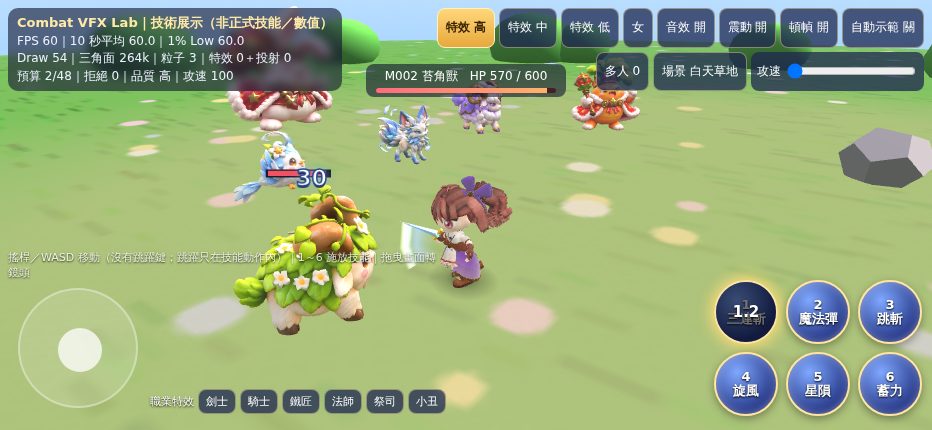 Combat VFX Lab｜技術展示（非正式技能／數值）
FPS 60｜10 秒平均 60.0｜1% Low 60.0
Draw 54｜三角面 264k｜粒子 3｜特效 0＋投射 0
預算 2/48｜拒絕 0｜品質 高｜攻速 100
特效 高
特效 中
特效 低
女
音效 開
震動 開
頓幀 開
自動示範 關
M002 苔角獸 HP 570 / 600
多人 0
場景 白天草地
攻速
30
搖桿／WASD 移動（沒有跳躍鍵；跳躍只在技能動作內）｜1～6 施放技能｜拖曳畫面轉
鏡頭
1
1.2
三連斬
2
魔法彈
3
跳斬
4
旋風
5
星隕
6
蓄力
職業特效
劍士
騎士
鐵匠
法師
祭司
小丑